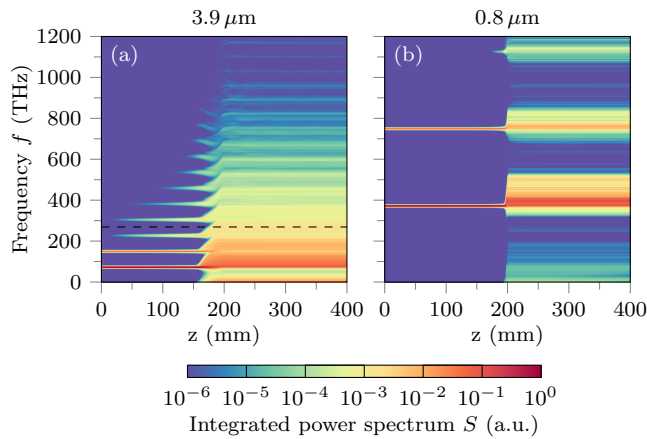 3.9 μm
0.8 μm
(a)
(b)
Frequency f (THz)
1200
1000
800
600
400
200
0
0 100 200 300 400
0 100 200 300 400
z (mm)
z (mm)
10⁻⁶ 10⁻⁵ 10⁻⁴ 10⁻³ 10⁻² 10⁻¹ 10⁰
Integrated power spectrum S (a.u.)